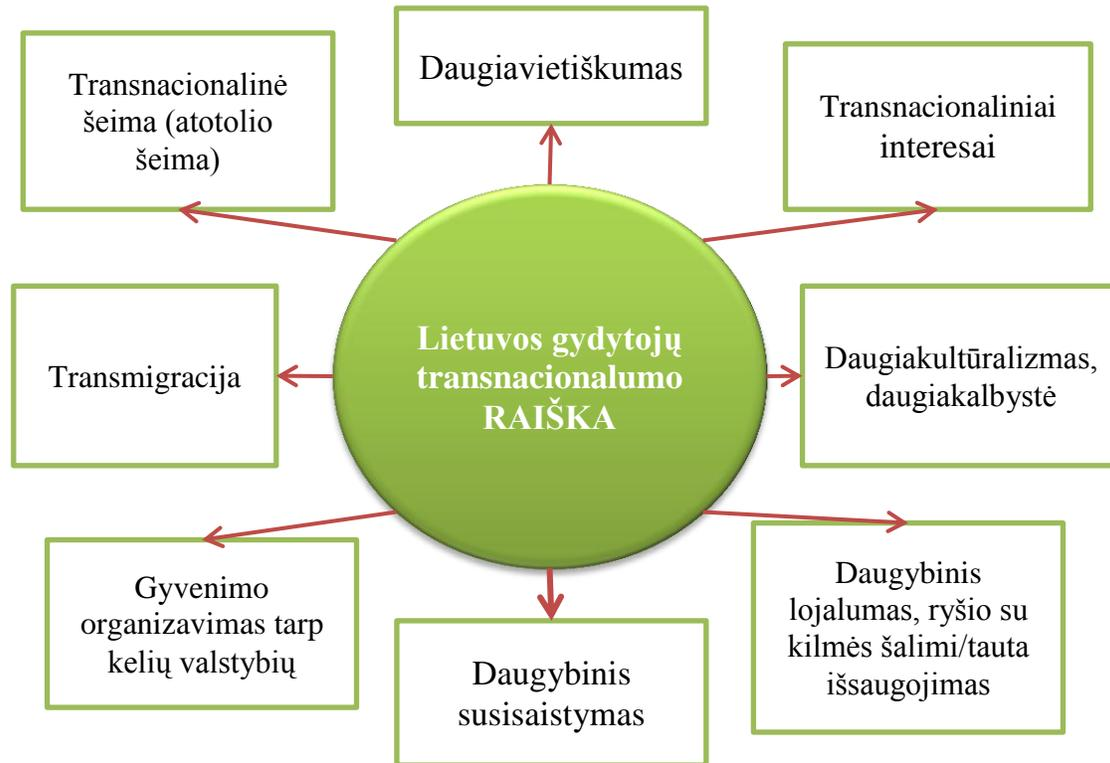 Transnacionalinė
šeima (atotolio
šeima)
Daugiavietiškumas
Transnacionaliniai
interesai
Transmigracija
Lietuvos gydytojų
transnacionalumo
RAIŠKA
Daugiakultūralizmas,
daugiakalbystė
Gyvenimo
organizavimas tarp
kelių valstybių
Daugybinis
susisaistymas
Daugybinis
lojalumas, ryšio su
kilmės šalimi/tauta
išsaugojimas